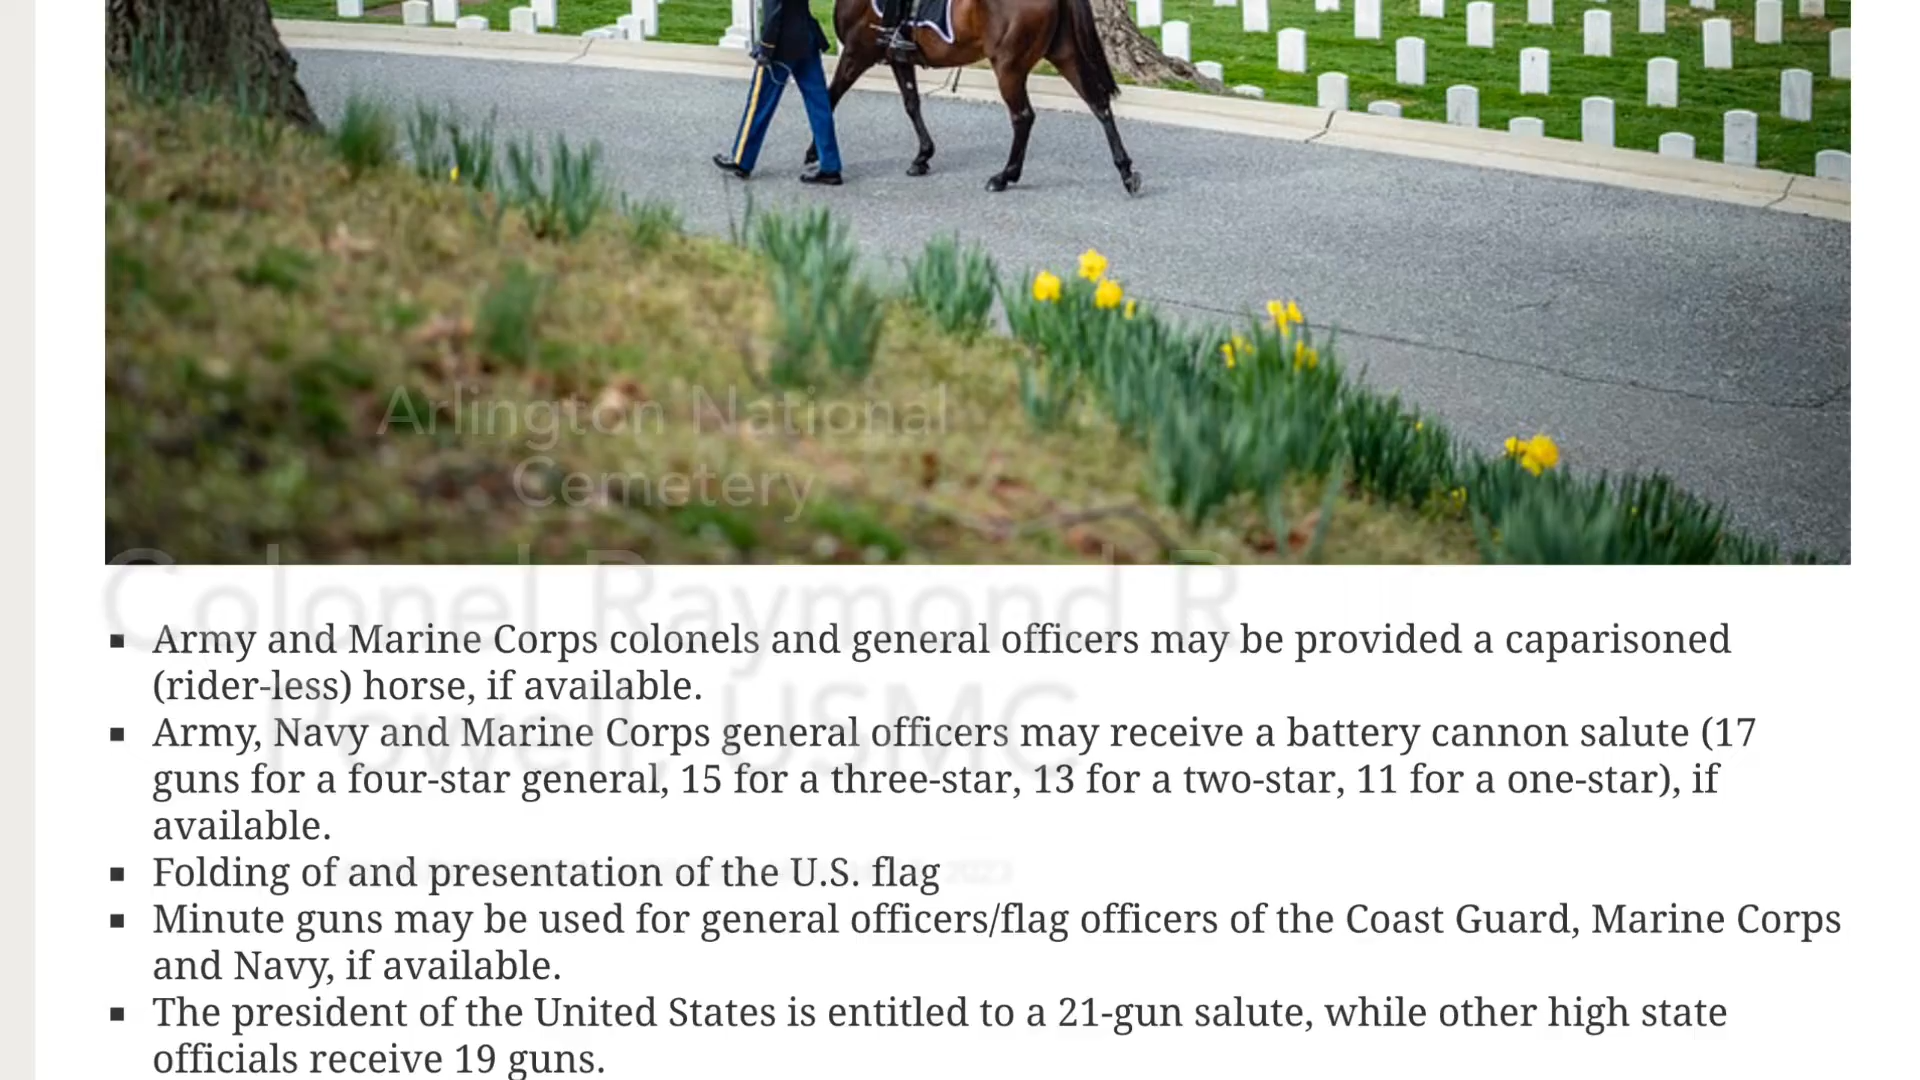 Arlington National
Cemetery
Colonel Raymond R
Powell, USMC
▪ Army and Marine Corps colonels and general officers may be provided a caparisoned
(rider-less) horse, if available.
▪ Army, Navy and Marine Corps general officers may receive a battery cannon salute (17
guns for a four-star general, 15 for a three-star, 13 for a two-star, 11 for a one-star), if
available.
▪ Folding of and presentation of the U.S. flag
2023
▪ Minute guns may be used for general officers/flag officers of the Coast Guard, Marine Corps
and Navy, if available.
▪ The president of the United States is entitled to a 21-gun salute, while other high state
officials receive 19 guns.